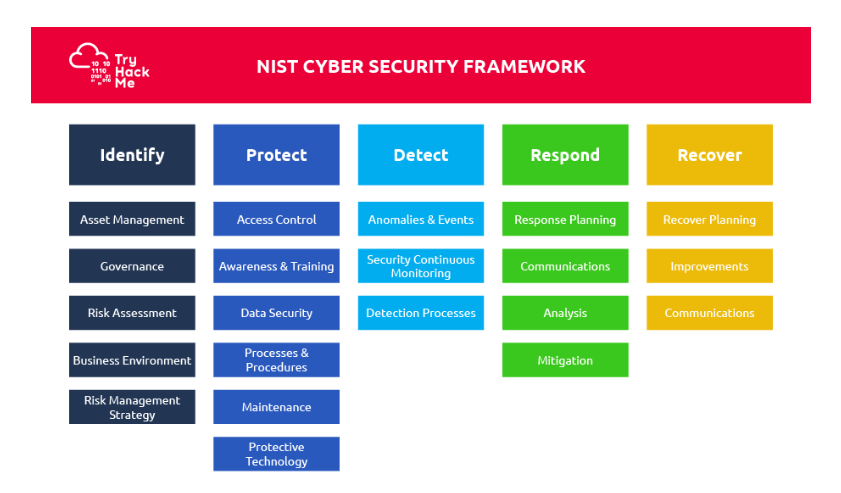 Try
Hack
Me
NIST CYBER SECURITY FRAMEWORK
Identify
Protect
Detect
Respond
Recover
Asset Management
Access Control
Anomalies & Events
Response Planning
Recover Planning
Governance
Awareness & Training
Security Continuous
Monitoring
Communications
Improvements
Risk Assessment
Data Security
Detection Processes
Analysis
Communications
Business Environment
Processes &
Procedures
Mitigation
Risk Management
Strategy
Maintenance
Protective
Technology